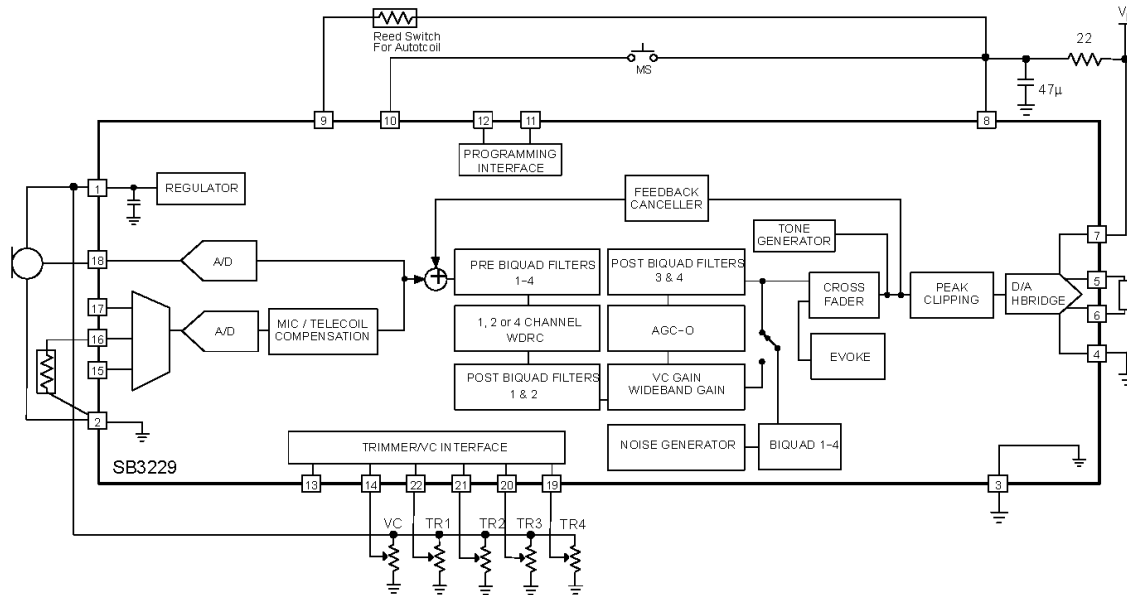 Reed Switch
For Autotcoil
MS
22
47µ
9
10
12
11
8
PROGRAMMING
INTERFACE
1
REGULATOR
FEEDBACK
CANCELLER
TONE
GENERATOR
7
18
A/D
PRE BIQUAD FILTERS
1–4
POST BIQUAD FILTERS
3 & 4
CROSS
FADER
PEAK
CLIPPING
D/A
HBRIDGE
5
17
16
A/D
MIC / TELECOIL
COMPENSATION
1, 2 or 4 CHANNEL
WDRC
AGC–O
EVOKE
6
4
15
POST BIQUAD FILTERS
1 & 2
VC GAIN
WIDEBAND GAIN
2
TRIMMER/VC INTERFACE
NOISE GENERATOR
BIQUAD 1–4
SB3229
13
14
22
21
20
19
3
VC
TR1
TR2
TR3
TR4